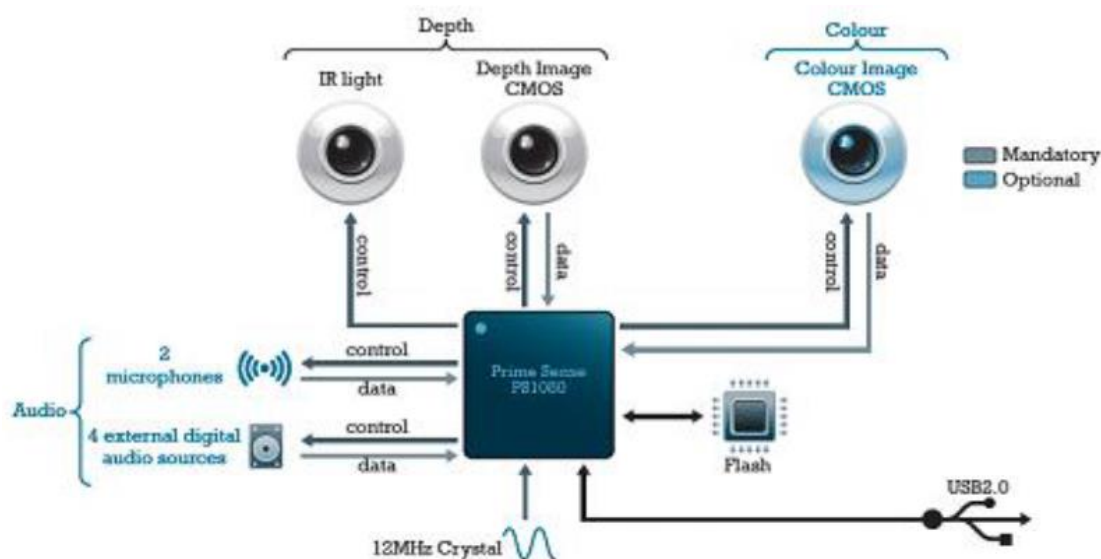 Depth
Colour
IR light
Depth Image
CMOS
Colour Image
CMOS
Mandatory
Optional
control
control
data
control
data
2
microphones
control
data
Prime Sense
PS1080
Audio
4 external digital
audio sources
control
data
Flash
USB2.0
12MHz Crystal